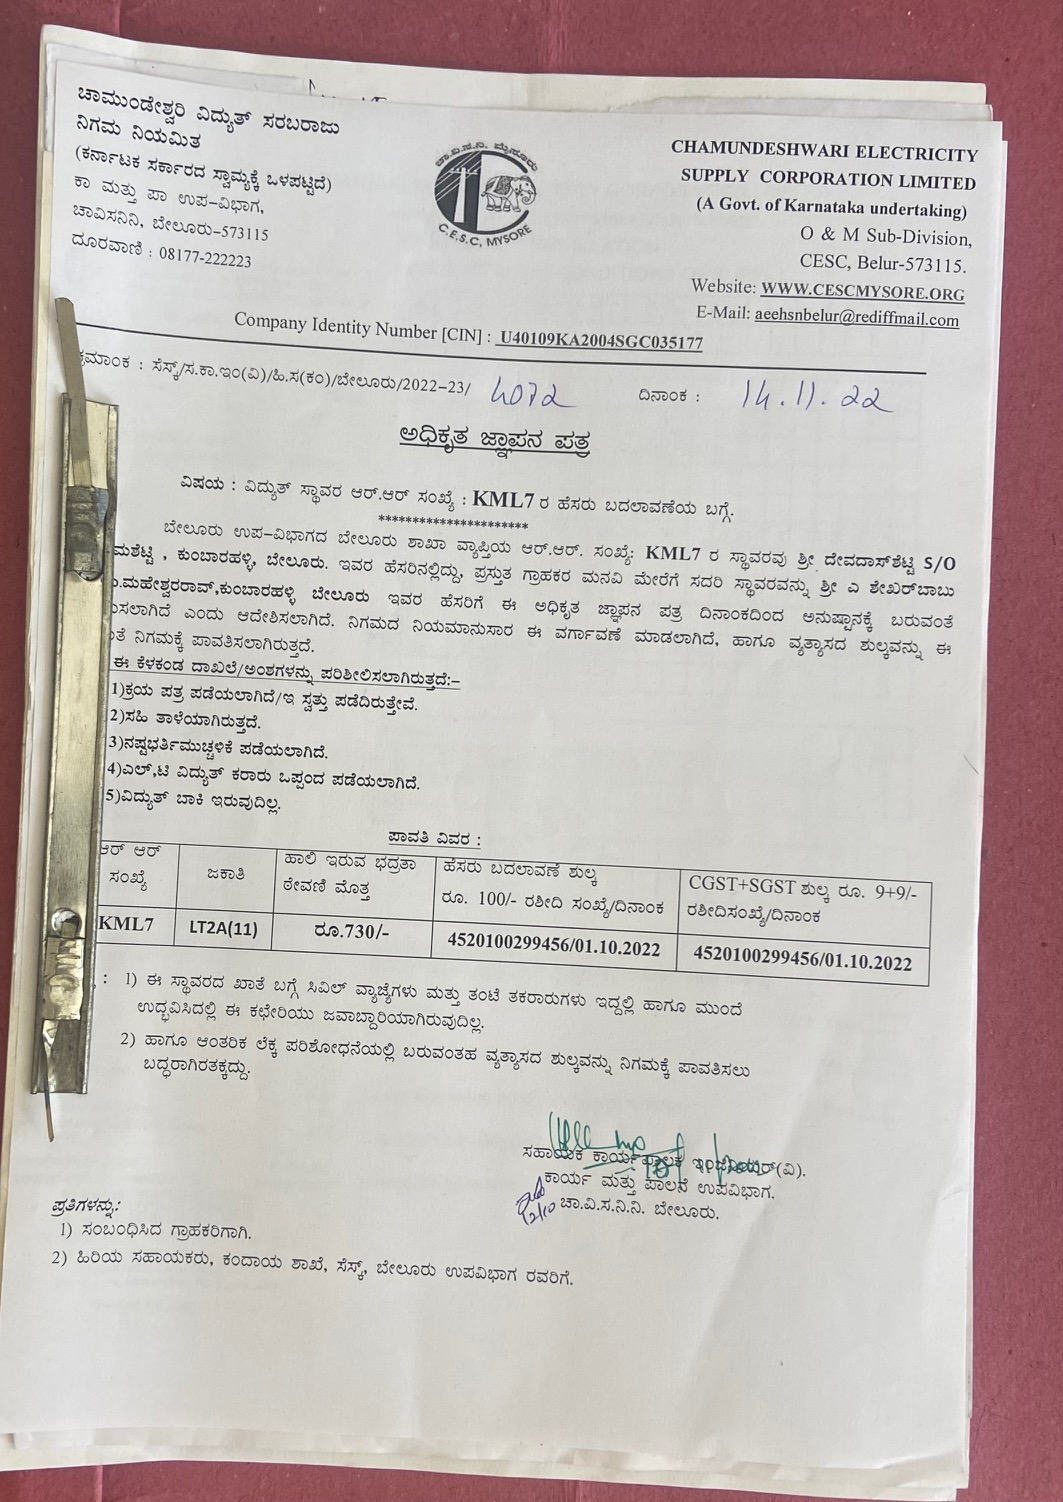 ಚಾಮುಂಡೇಶ್ವರಿ ವಿದ್ಯುತ್ ಸರಬರಾಜು
ನಿಗಮ ನಿಯಮಿತ
(ಕರ್ನಾಟಕ ಸರ್ಕಾರದ ಸ್ವಾಮ್ಯಕ್ಕೆ ಒಳಪಟ್ಟಿದೆ)
ಕಾ ಮತ್ತು ಪಾ ಉಪ-ವಿಭಾಗ,
ಚಾವಿಸನಿನಿ, ಬೇಲೂರು-573115
ದೂರವಾಣಿ : 08177-222223
ಚಾ.ವಿ.ಸ.ನಿ. ಮೈಸೂರು
C.E.S.C, MYSORE
CHAMUNDESHWARI ELECTRICITY
SUPPLY CORPORATION LIMITED
(A Govt. of Karnataka undertaking)
O & M Sub-Division,
CESC, Belur-573115.
Website: WWW.CESCMYSORE.ORG
E-Mail: aeehsnbelur@rediffmail.com
Company Identity Number [CIN] : U40109KA2004SGC035177
ಕ್ರಮಾಂಕ : ಸೆಸ್ಕ್/ಸ.ಕಾ.ಇಂ(ವಿ)/ಹಿ.ಸ(ಕಂ)/ಬೇಲೂರು/2022-23/ 4072 ದಿನಾಂಕ : 14.11.22
ಅಧಿಕೃತ ಜ್ಞಾಪನ ಪತ್ರ
ವಿಷಯ : ವಿದ್ಯುತ್ ಸ್ಥಾವರ ಆರ್.ಆರ್ ಸಂಖ್ಯೆ : KML7 ರ ಹೆಸರು ಬದಲಾವಣೆಯ ಬಗ್ಗೆ.
**********************
ಬೇಲೂರು ಉಪ-ವಿಭಾಗದ ಬೇಲೂರು ಶಾಖಾ ವ್ಯಾಪ್ತಿಯ ಆರ್.ಆರ್. ಸಂಖ್ಯೆ: KML7 ರ ಸ್ಥಾವರವು ಶ್ರೀ ದೇವದಾಸ್‌ಶೆಟ್ಟಿ S/O
ಮಶೆಟ್ಟಿ , ಕುಂಬಾರಹಳ್ಳಿ, ಬೇಲೂರು. ಇವರ ಹೆಸರಿನಲ್ಲಿದ್ದು, ಪ್ರಸ್ತುತ ಗ್ರಾಹಕರ ಮನವಿ ಮೇರೆಗೆ ಸದರಿ ಸ್ಥಾವರವನ್ನು ಶ್ರೀ ಎ ಶೇಖರ್‌ಬಾಬು
.ಮಹೇಶ್ವರರಾವ್,ಕುಂಬಾರಹಳ್ಳಿ ಬೇಲೂರು ಇವರ ಹೆಸರಿಗೆ ಈ ಅಧಿಕೃತ ಜ್ಞಾಪನ ಪತ್ರ ದಿನಾಂಕದಿಂದ ಅನುಷ್ಠಾನಕ್ಕೆ ಬರುವಂತೆ
ಸಲಾಗಿದೆ ಎಂದು ಆದೇಶಿಸಲಾಗಿದೆ. ನಿಗಮದ ನಿಯಮಾನುಸಾರ ಈ ವರ್ಗಾವಣೆ ಮಾಡಲಾಗಿದೆ, ಹಾಗೂ ವ್ಯತ್ಯಾಸದ ಶುಲ್ಕವನ್ನು ಈ
ತೆ ನಿಗಮಕ್ಕೆ ಪಾವತಿಸಲಾಗಿರುತ್ತದೆ.
ಈ ಕೆಳಕಂಡ ದಾಖಲೆ/ಅಂಶಗಳನ್ನು ಪರಿಶೀಲಿಸಲಾಗಿರುತ್ತದೆ:-
1)ಕ್ರಯ ಪತ್ರ ಪಡೆಯಲಾಗಿದೆ/ಇ ಸ್ವತ್ತು ಪಡೆದಿರುತ್ತೇವೆ.
2)ಸಹಿ ತಾಳೆಯಾಗಿರುತ್ತದೆ.
3)ನಷ್ಟಭರ್ತಿಮುಚ್ಚಳಿಕೆ ಪಡೆಯಲಾಗಿದೆ.
4)ಎಲ್,ಟಿ ವಿದ್ಯುತ್ ಕರಾರು ಒಪ್ಪಂದ ಪಡೆಯಲಾಗಿದೆ.
5)ವಿದ್ಯುತ್ ಬಾಕಿ ಇರುವುದಿಲ್ಲ.
ಪಾವತಿ ವಿವರ :
ಆರ್ ಆರ್ ಸಂಖ್ಯೆ
ಜಕಾತಿ
ಹಾಲಿ ಇರುವ ಭದ್ರತಾ ಠೇವಣಿ ಮೊತ್ತ
ಹೆಸರು ಬದಲಾವಣೆ ಶುಲ್ಕ ರೂ. 100/- ರಶೀದಿ ಸಂಖ್ಯೆ/ದಿನಾಂಕ
CGST+SGST ಶುಲ್ಕ ರೂ. 9+9/- ರಶೀದಿಸಂಖ್ಯೆ/ದಿನಾಂಕ
KML7 LT2A(11) ರೂ.730/- 4520100299456/01.10.2022 4520100299456/01.10.2022
: 1) ಈ ಸ್ಥಾವರದ ಖಾತೆ ಬಗ್ಗೆ ಸಿವಿಲ್ ವ್ಯಾಜ್ಯೆಗಳು ಮತ್ತು ತಂಟೆ ತಕರಾರುಗಳು ಇದ್ದಲ್ಲಿ ಹಾಗೂ ಮುಂದೆ
ಉದ್ಭವಿಸಿದಲ್ಲಿ ಈ ಕಛೇರಿಯು ಜವಾಬ್ದಾರಿಯಾಗಿರುವುದಿಲ್ಲ.
2) ಹಾಗೂ ಆಂತರಿಕ ಲೆಕ್ಕ ಪರಿಶೋಧನೆಯಲ್ಲಿ ಬರುವಂತಹ ವ್ಯತ್ಯಾಸದ ಶುಲ್ಕವನ್ನು ನಿಗಮಕ್ಕೆ ಪಾವತಿಸಲು
ಬದ್ಧರಾಗಿರತಕ್ಕದ್ದು.
ಸಹಾಯಕ ಕಾರ್ಯಪಾಲಕ ಇಂಜಿನಿಯರ್(ವಿ).
ಕಾರ್ಯ ಮತ್ತು ಪಾಲನೆ ಉಪವಿಭಾಗ.
ಚಾ.ವಿ.ಸ.ನಿ.ನಿ. ಬೇಲೂರು.
ಪ್ರತಿಗಳನ್ನು:
1) ಸಂಬಂಧಿಸಿದ ಗ್ರಾಹಕರಿಗಾಗಿ.
2) ಹಿರಿಯ ಸಹಾಯಕರು, ಕಂದಾಯ ಶಾಖೆ, ಸೆಸ್ಕ್, ಬೇಲೂರು ಉಪವಿಭಾಗ ರವರಿಗೆ.